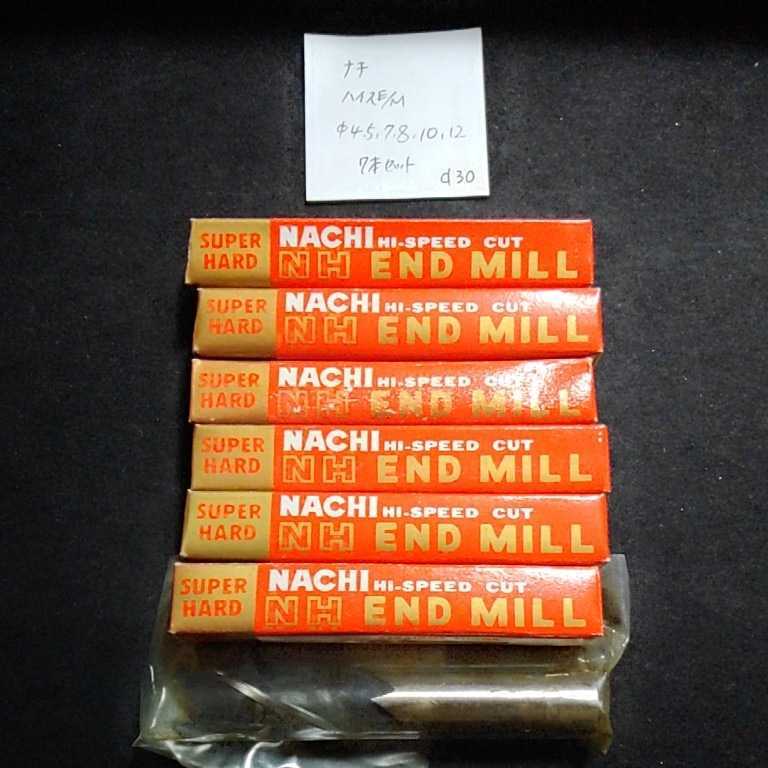 ナチ
ハイスE/M
φ4.5、7、8、10、12
7本セット
d30
SUPER HARD NACHI HI-SPEED CUT
NH END MILL
SUPER HARD NACHI HI-SPEED CUT
NH END MILL
SUPER HARD NACHI HI-SPEED CUT
NH END MILL
SUPER HARD NACHI HI-SPEED CUT
NH END MILL
SUPER HARD NACHI HI-SPEED CUT
NH END MILL
SUPER HARD NACHI HI-SPEED CUT
NH END MILL